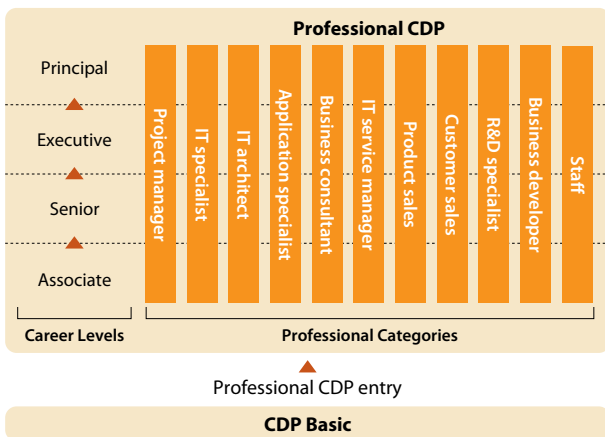 Professional CDP
Principal
Executive
Senior
Associate
Project manager
IT specialist
IT architect
Application specialist
Business consultant
IT service manager
Product sales
Customer sales
R&D specialist
Business developer
Staff
Career Levels
Professional Categories
Professional CDP entry
CDP Basic